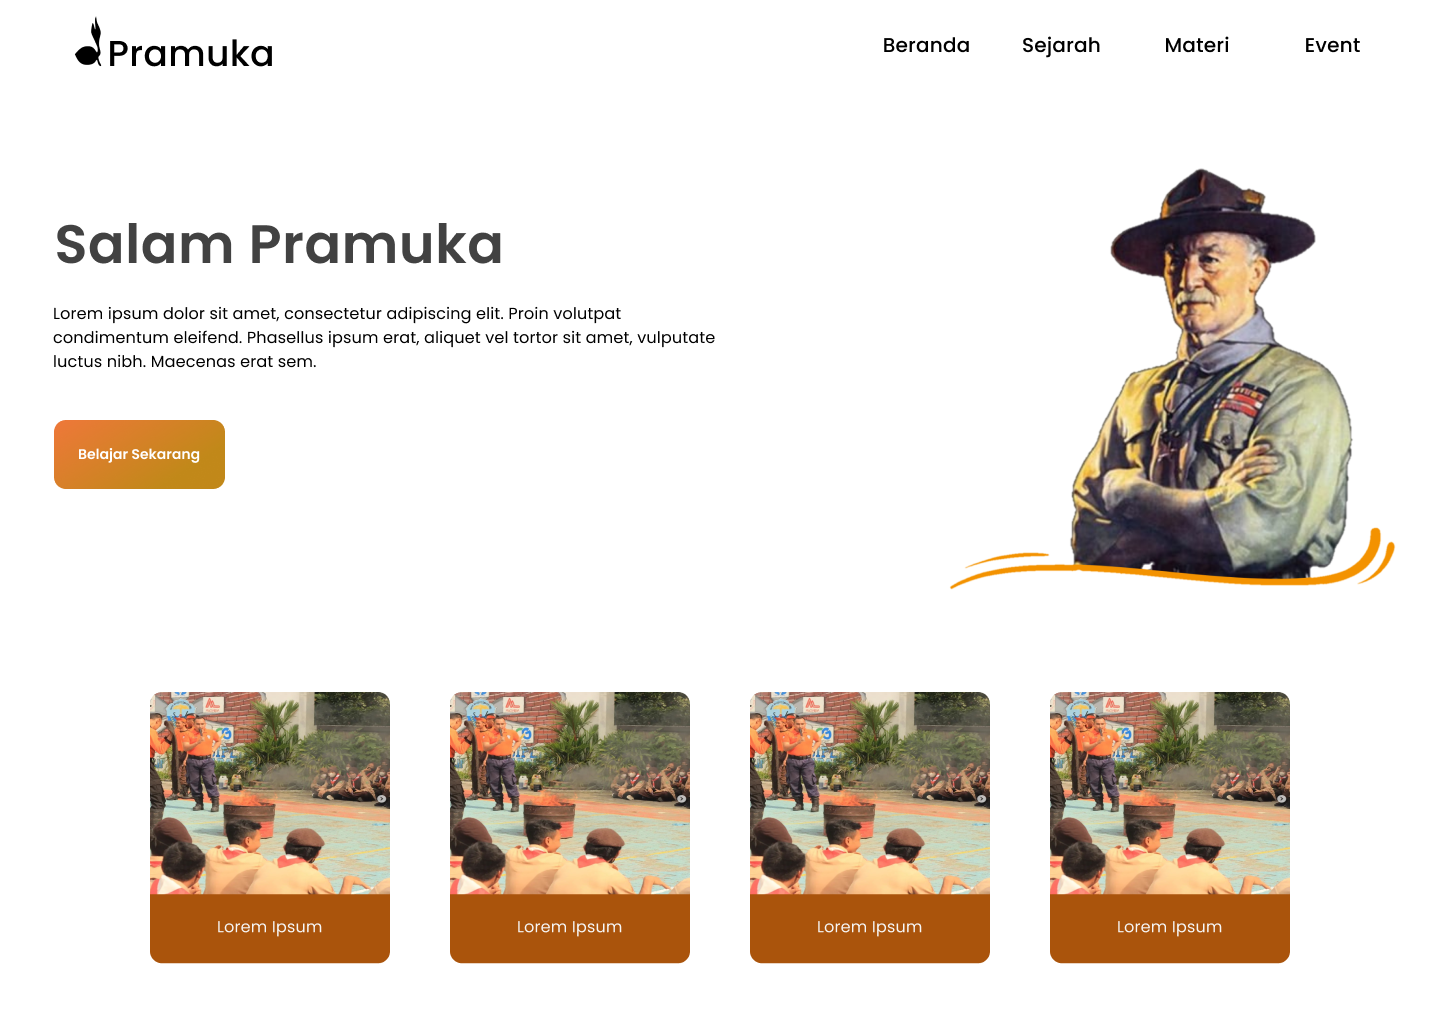 Pramuka
Beranda Sejarah Materi Event
Salam Pramuka
Lorem ipsum dolor sit amet, consectetur adipiscing elit. Proin volutpat
condimentum eleifend. Phasellus ipsum erat, aliquet vel tortor sit amet, vulputate
luctus nibh. Maecenas erat sem.
Belajar Sekarang
Lorem Ipsum
Lorem Ipsum
Lorem Ipsum
Lorem Ipsum